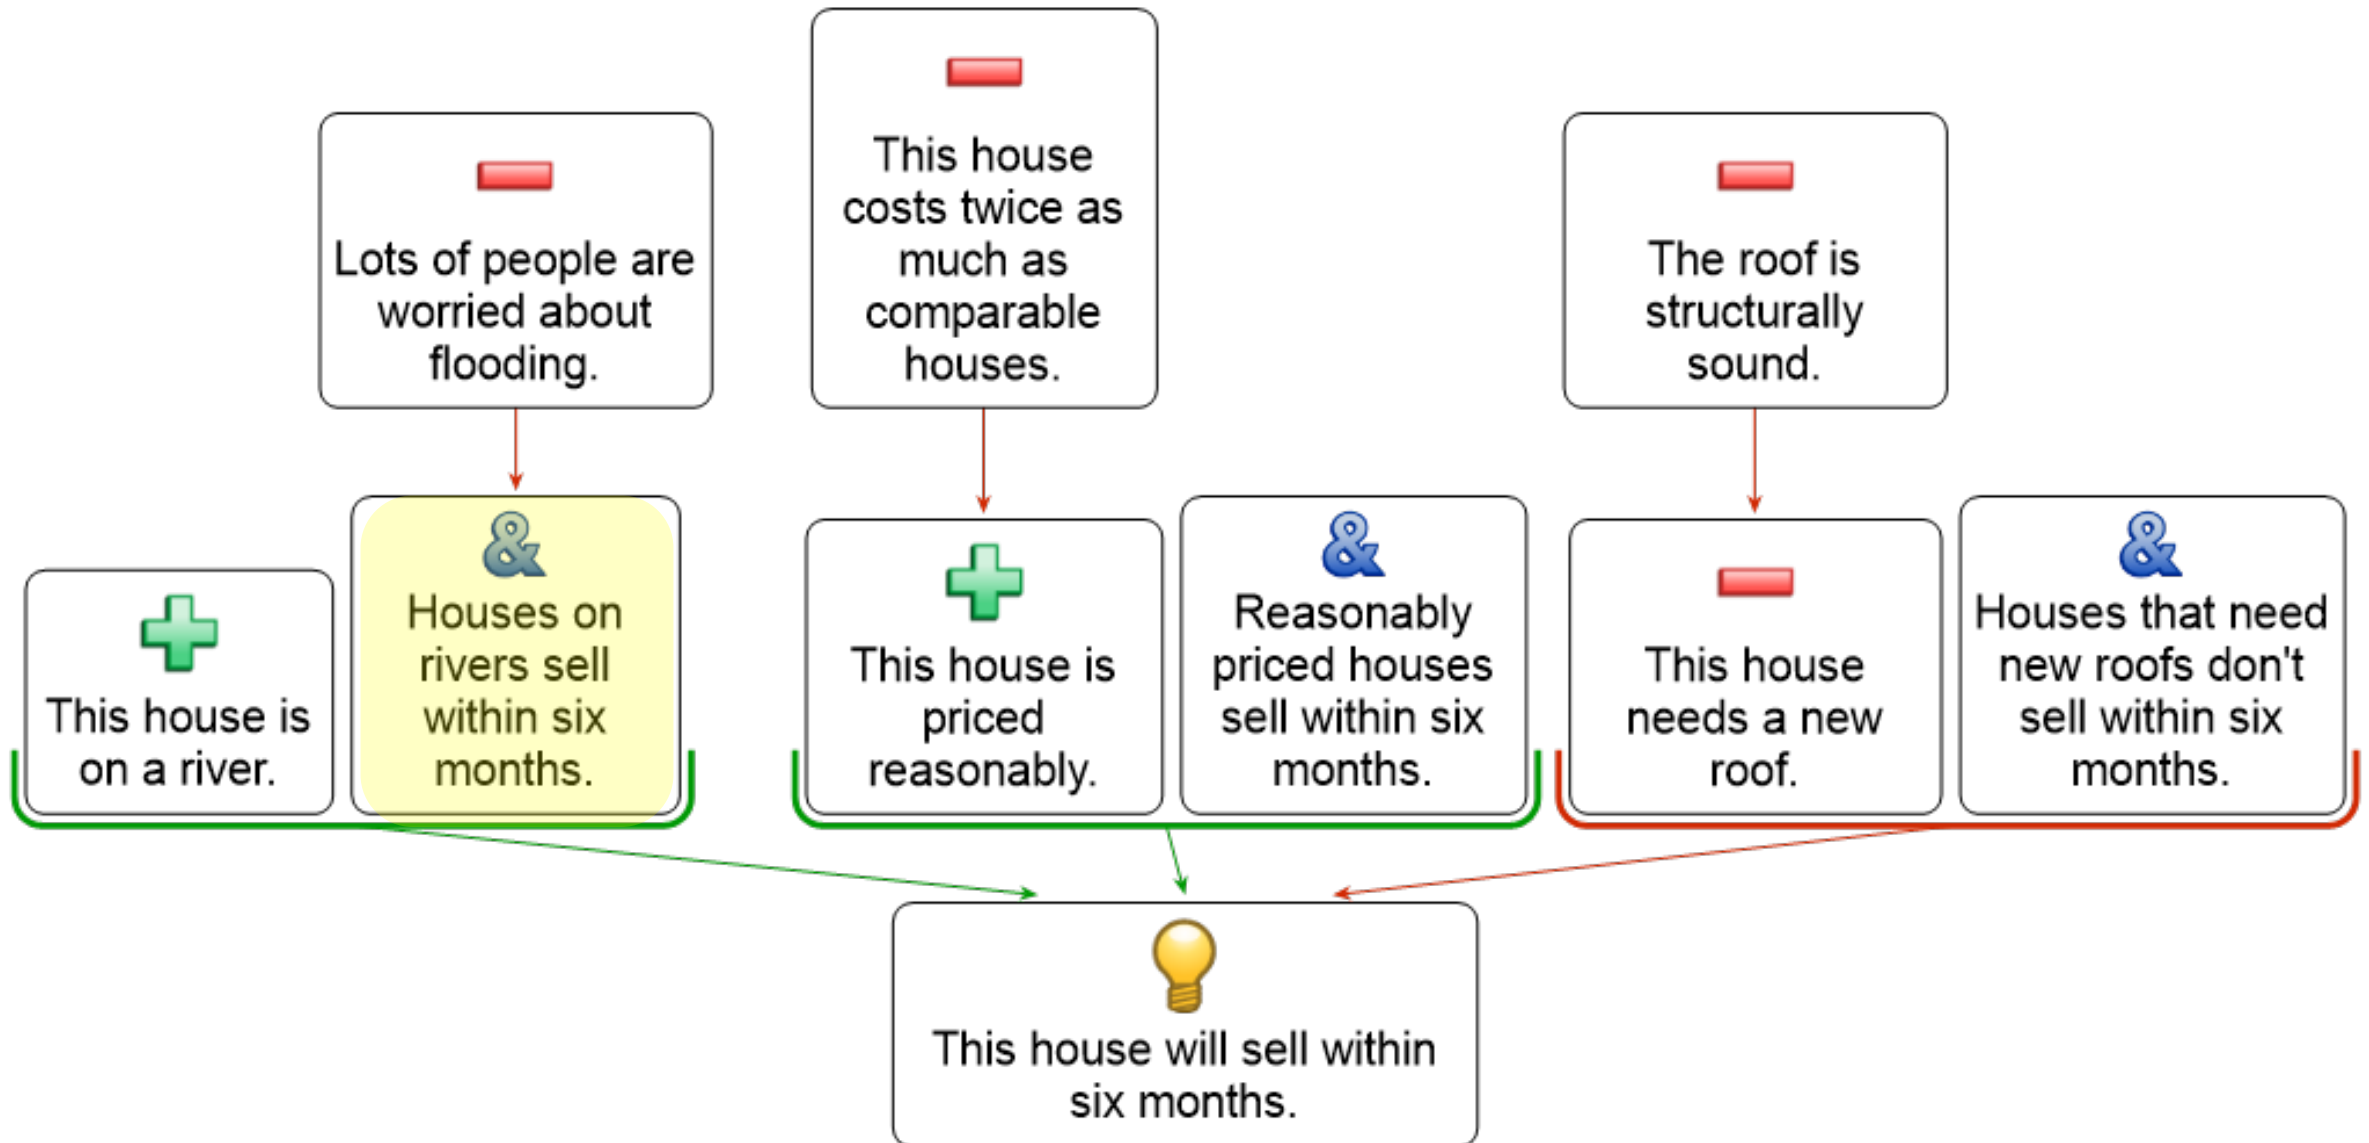 This house
costs twice as
much as
comparable
houses.
Lots of people are
worried about
flooding.
The roof is
structurally
sound.
&
Houses on
rivers sell
within six
months.
This house is
on a river.
This house is
priced
reasonably.
&
Reasonably
priced houses
sell within six
months.
This house
needs a new
roof.
&
Houses that need
new roofs don't
sell within six
months.
This house will sell within
six months.